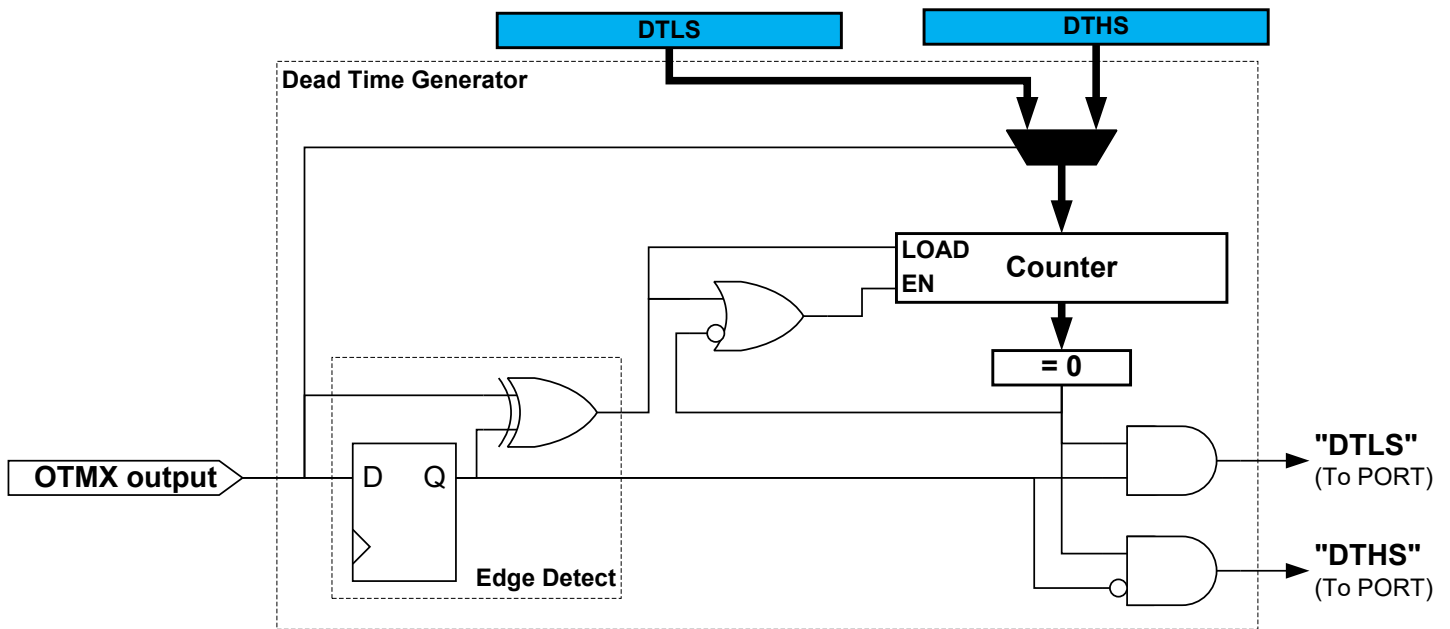 DTLS
DTHS
Dead Time Generator
LOAD
Counter
EN
= 0
OTMX output
D
Q
Edge Detect
"DTLS"
(To PORT)
"DTHS"
(To PORT)